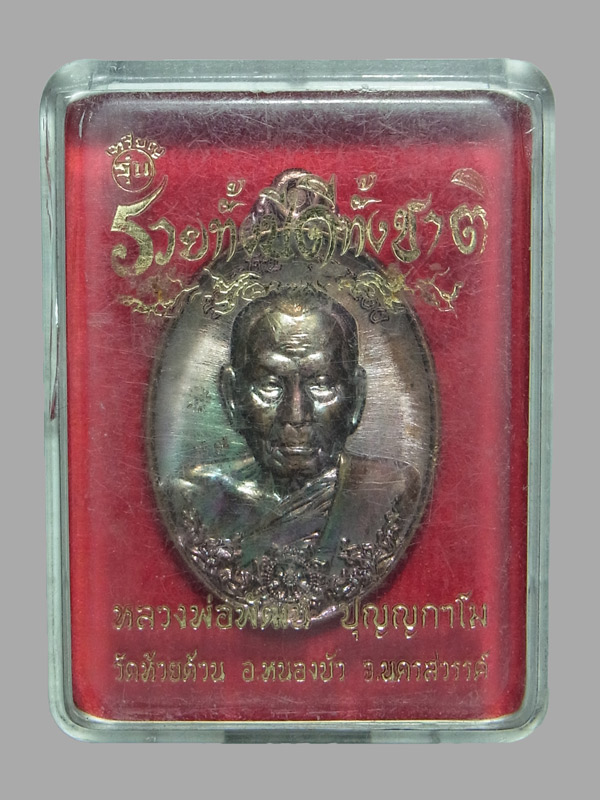 เหรียญ
รุ่น
รวยทั้งปีดีทั้งชาติ
หลวงพ่อพัฒน์ ปุญญกาโม
วัดห้วยด้วน อ.หนองบัว จ.นครสวรรค์